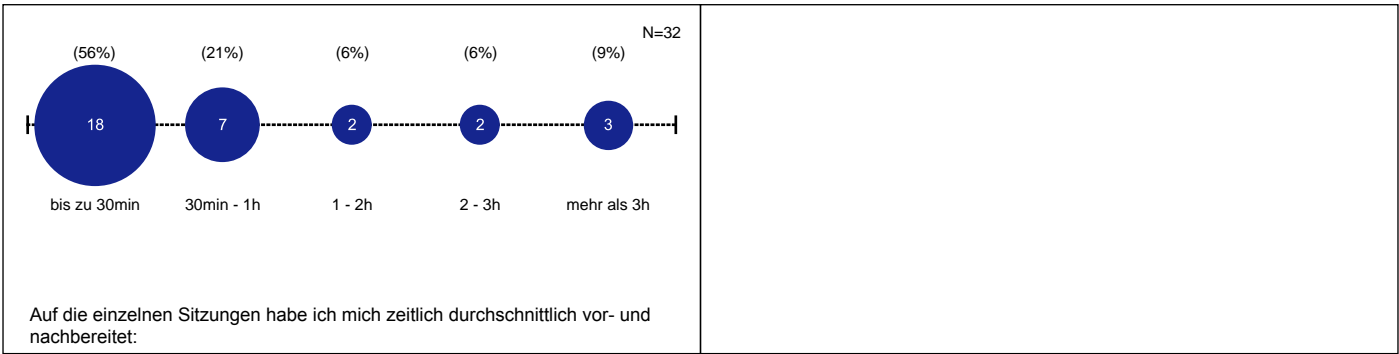 N=32
(56%) (21%) (6%) (6%) (9%)
18 7 2 2 3
bis zu 30min 30min - 1h 1 - 2h 2 - 3h mehr als 3h
Auf die einzelnen Sitzungen habe ich mich zeitlich durchschnittlich vor- und
nachbereitet: